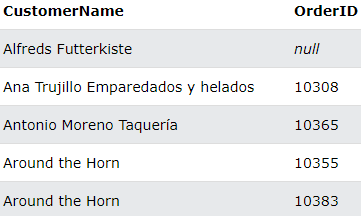 CustomerName OrderID
Alfreds Futterkiste null
Ana Trujillo Emparedados y helados 10308
Antonio Moreno Taquería 10365
Around the Horn 10355
Around the Horn 10383